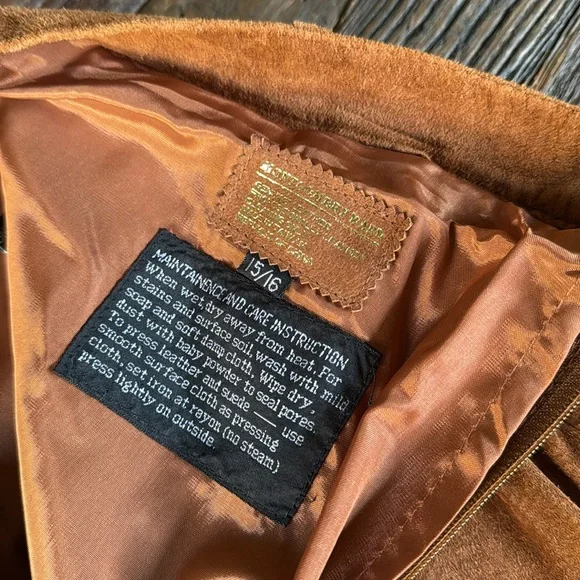 15/16
MAINTAINENCE AND CARE INSTRUCTION
When wet, dry away from heat. For
stains and surface soil, wash with mild
soap and soft damp cloth. Wipe dry,
dust with baby powder to seal pores.
To press leather and suede ___ use
smooth surface cloth as pressing
cloth, set iron at rayon (no steam)
press lightly on outside.